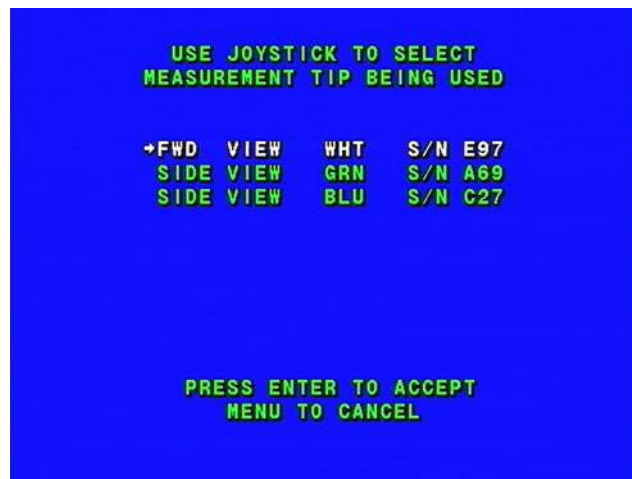 USE JOYSTICK TO SELECT
MEASUREMENT TIP BEING USED
→FWD VIEW WHT S/N E97
SIDE VIEW GRN S/N A69
SIDE VIEW BLU S/N C27
PRESS ENTER TO ACCEPT
MENU TO CANCEL